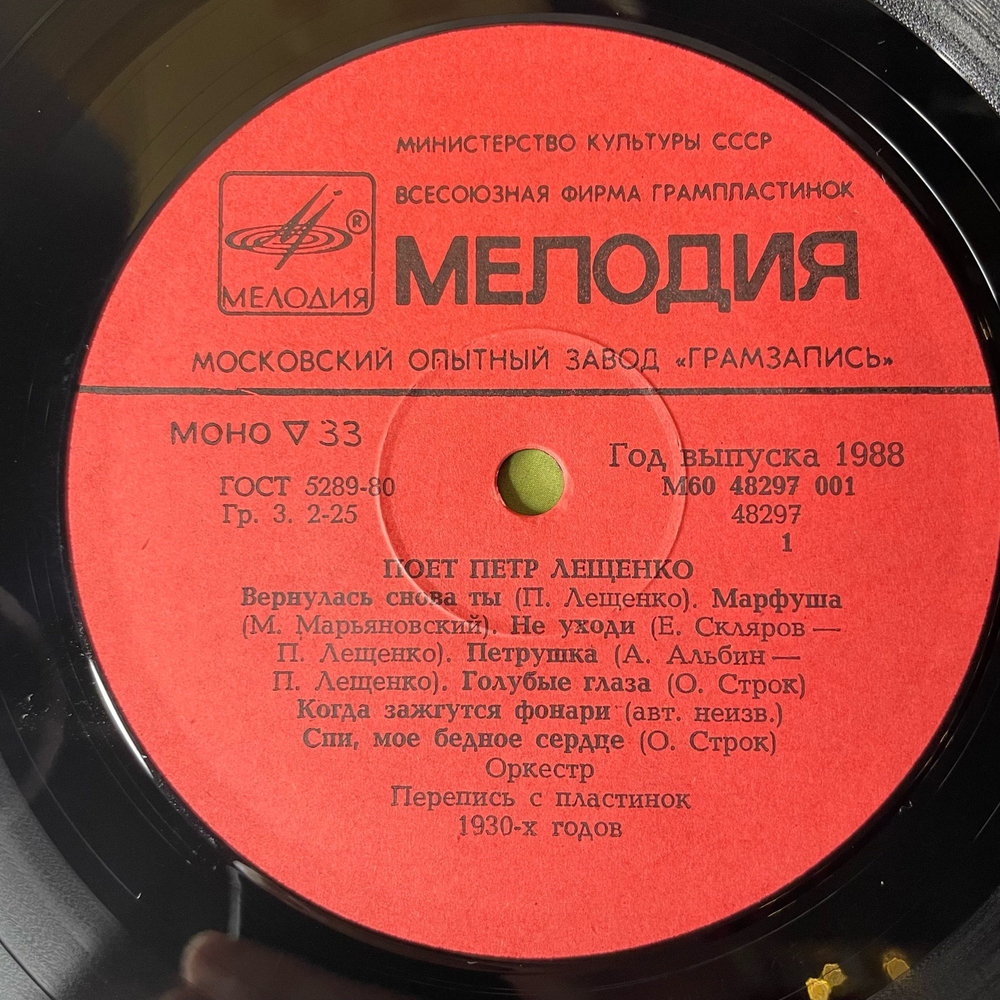 МИНИСТЕРСТВО КУЛЬТУРЫ СССР
ВСЕСОЮЗНАЯ ФИРМА ГРАМПЛАСТИНОК
МЕЛОДИЯ ®
МЕЛОДИЯ
МОСКОВСКИЙ ОПЫТНЫЙ ЗАВОД «ГРАМЗАПИСЬ»
МОНО ▽ 33
Год выпуска 1988
ГОСТ 5289-80
М60 48297 001
Гр. 3. 2-25
48297
1
ПОЕТ ПЕТР ЛЕЩЕНКО
Вернулась снова ты (П. Лещенко). Марфуша
(М. Марьяновский). Не уходи (Е. Скляров —
П. Лещенко). Петрушка (А. Альбин —
П. Лещенко). Голубые глаза (О. Строк)
Когда зажгутся фонари (авт. неизв.)
Спи, мое бедное сердце (О. Строк)
Оркестр
Перепись с пластинок
1930-х годов